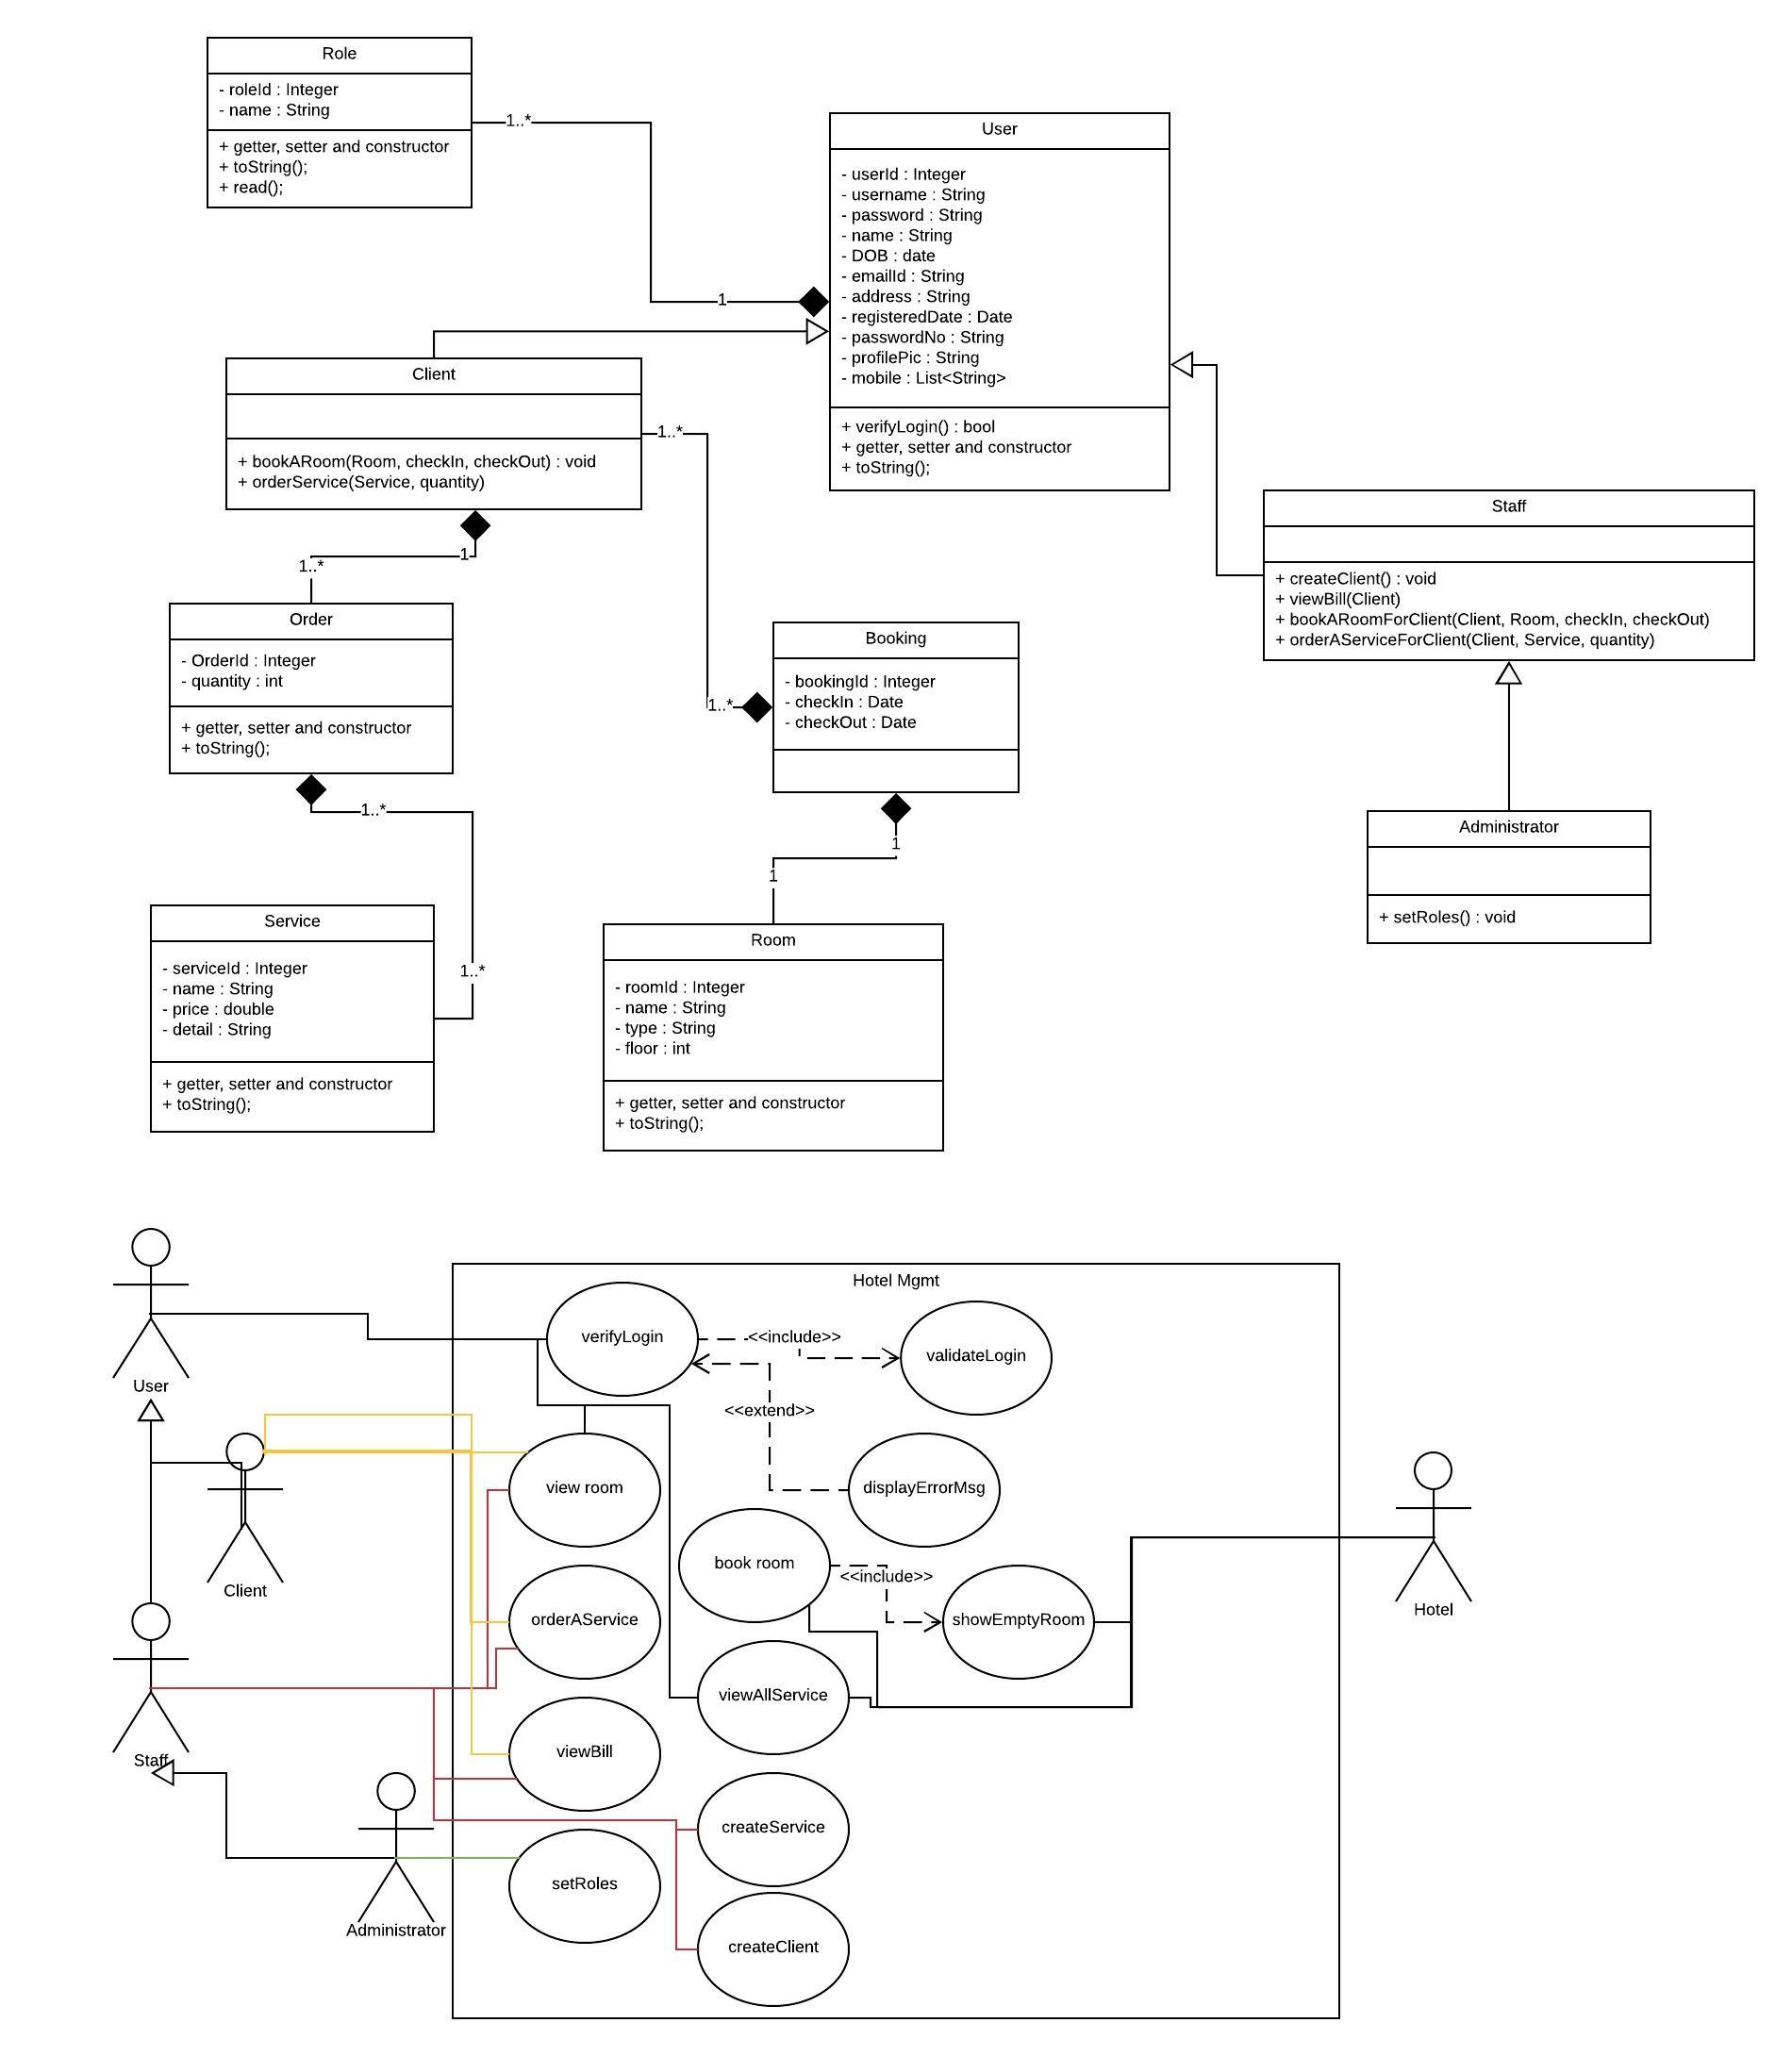 Role
- roleId : Integer
- name : String
+ getter, setter and constructor
+ toString();
+ read();
1..*
1
User
- userId : Integer
- username : String
- password : String
- name : String
- DOB : date
- emailId : String
- address : String
- registeredDate : Date
- passwordNo : String
- profilePic : String
- mobile : List<String>
+ verifyLogin() : bool
+ getter, setter and constructor
+ toString();
Client
+ bookARoom(Room, checkIn, checkOut) : void
+ orderService(Service, quantity)
1..*
1..*
1
1..*
Staff
+ createClient() : void
+ viewBill(Client)
+ bookARoomForClient(Client, Room, checkIn, checkOut)
+ orderAServiceForClient(Client, Service, quantity)
Order
- OrderId : Integer
- quantity : int
+ getter, setter and constructor
+ toString();
Booking
- bookingId : Integer
- checkIn : Date
- checkOut : Date
1..*
1..*
1
1
Administrator
+ setRoles() : void
Service
- serviceId : Integer
- name : String
- price : double
- detail : String
+ getter, setter and constructor
+ toString();
Room
- roomId : Integer
- name : String
- type : String
- floor : int
+ getter, setter and constructor
+ toString();
Hotel Mgmt
User
Client
Staff
Administrator
Hotel
verifyLogin
<<include>>
validateLogin
<<extend>>
displayErrorMsg
view room
book room
<<include>>
showEmptyRoom
orderAService
viewAllService
viewBill
createService
setRoles
createClient